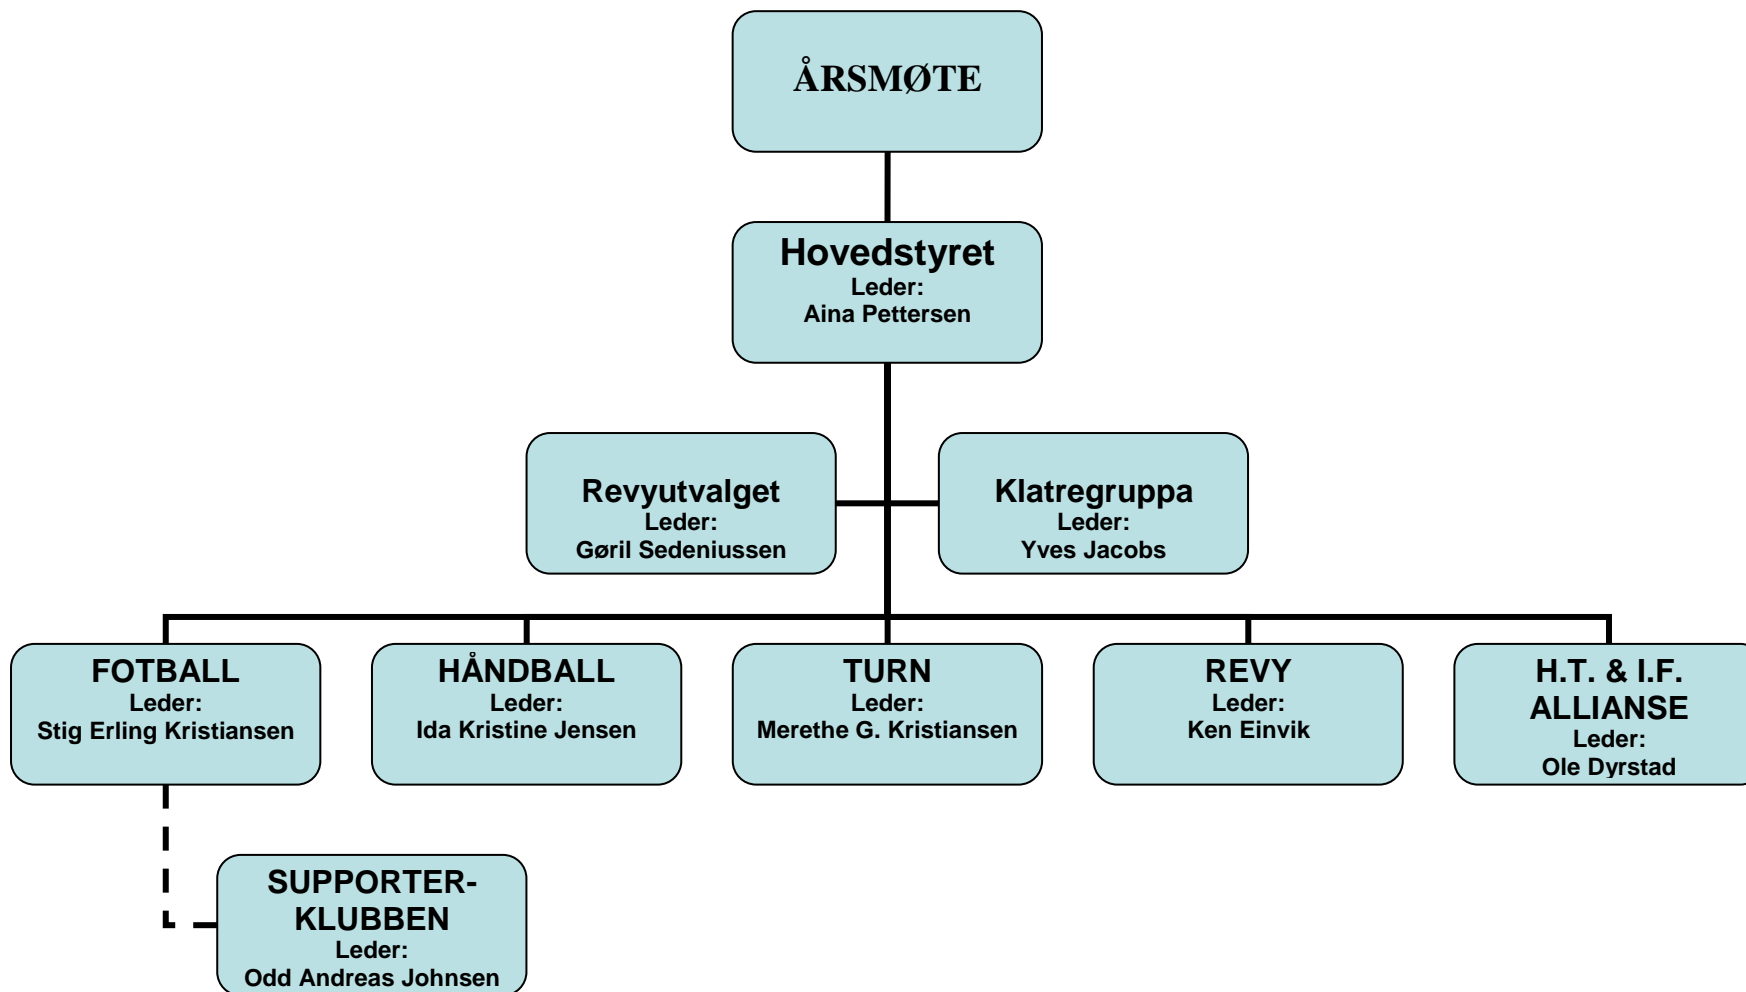 ÅRSMØTE
Hovedstyret
Leder:
Aina Pettersen
Revyutvalget
Leder:
Gøril Sedeniussen
Klatregruppa
Leder:
Yves Jacobs
FOTBALL
Leder:
Stig Erling Kristiansen
HÅNDBALL
Leder:
Ida Kristine Jensen
TURN
Leder:
Merethe G. Kristiansen
REVY
Leder:
Ken Einvik
H.T. & I.F.
ALLIANSE
Leder:
Ole Dyrstad
SUPPORTER-
KLUBBEN
Leder:
Odd Andreas Johnsen